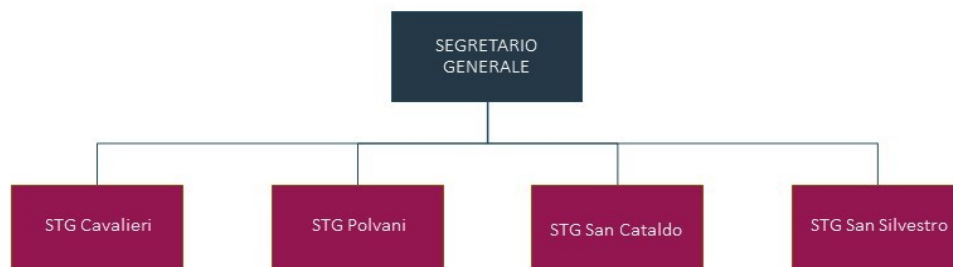 SEGRETARIO
GENERALE
STG Cavalieri
STG Polvani
STG San Cataldo
STG San Silvestro